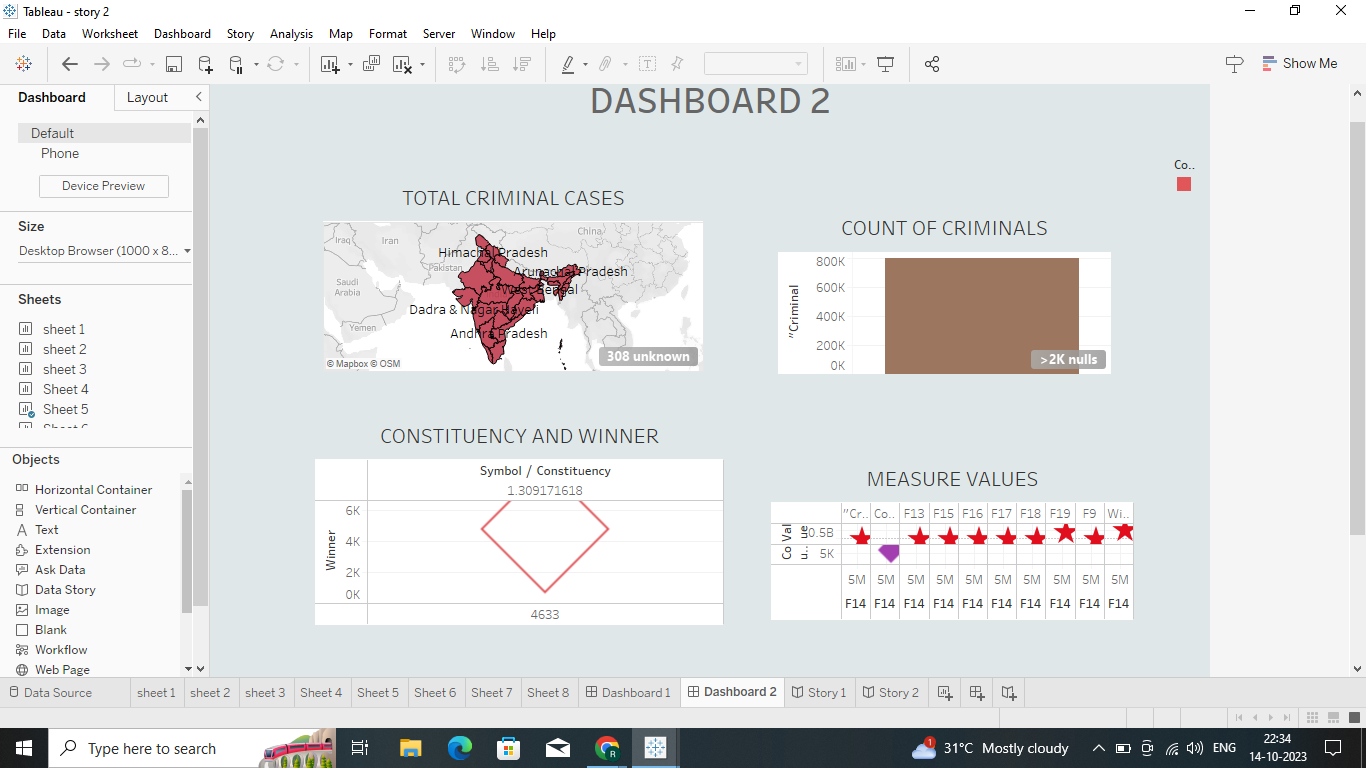 Tableau - story 2
File Data Worksheet Dashboard Story Analysis Map Format Server Window Help
Show Me
Dashboard Layout
Default
Phone
Device Preview
Size
Desktop Browser (1000 x 8...
Sheets
sheet 1
sheet 2
sheet 3
Sheet 4
Sheet 5
Objects
Horizontal Container
Vertical Container
Text
Extension
Ask Data
Data Story
Image
Blank
Workflow
Web Page
DASHBOARD 2
Co..
TOTAL CRIMINAL CASES
Iraq
Iran
China
Pakistan
Saudi
Arabia
Yemen
Himachal Pradesh
Arunachal Pradesh
West Bengal
Dadra & Nagar Haveli
Andhra Pradesh
308 unknown
© Mapbox © OSM
COUNT OF CRIMINALS
"Criminal
800K
600K
400K
200K
0K
>2K nulls
CONSTITUENCY AND WINNER
Symbol / Constituency
1.309171618
Winner
6K
4K
2K
0K
4633
MEASURE VALUES
"Cr.. Co.. F13 F15 F16 F17 F18 F19 F9 Wi..
Val
ue
0.5B
Co
u..
5K
5M 5M 5M 5M 5M 5M 5M 5M 5M 5M
F14 F14 F14 F14 F14 F14 F14 F14 F14 F14
Data Source sheet 1 sheet 2 sheet 3 Sheet 4 Sheet 5 Sheet 6 Sheet 7 Sheet 8 Dashboard 1 Dashboard 2 Story 1 Story 2
Type here to search
1
31°C Mostly cloudy
ENG
22:34
14-10-2023